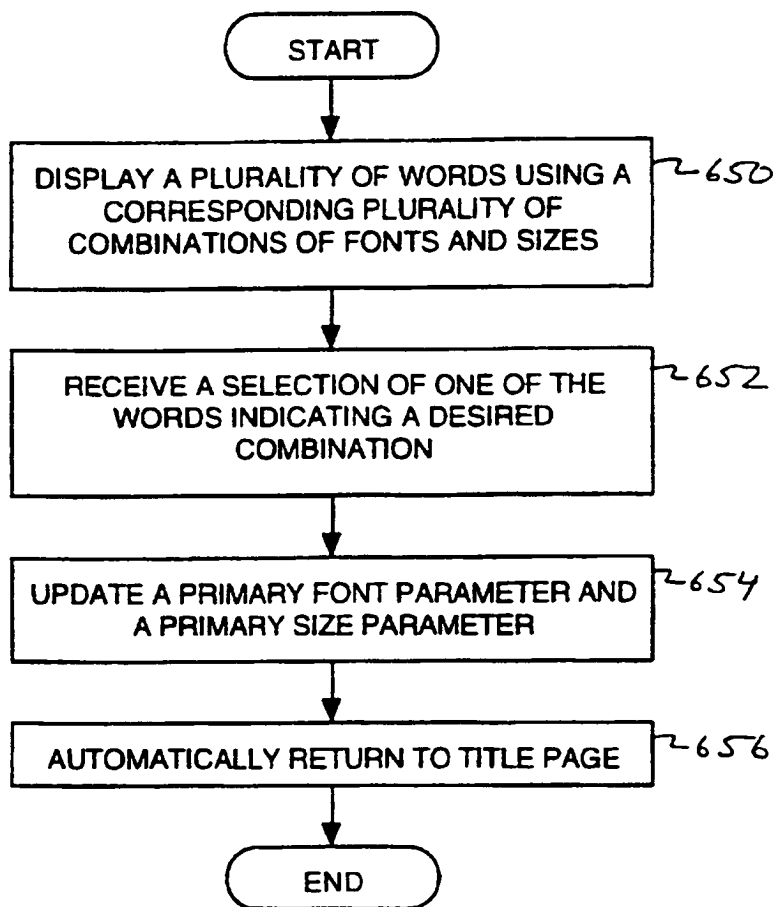 START
DISPLAY A PLURALITY OF WORDS USING A
CORRESPONDING PLURALITY OF
COMBINATIONS OF FONTS AND SIZES
650
RECEIVE A SELECTION OF ONE OF THE
WORDS INDICATING A DESIRED
COMBINATION
652
UPDATE A PRIMARY FONT PARAMETER AND
A PRIMARY SIZE PARAMETER
654
AUTOMATICALLY RETURN TO TITLE PAGE
656
END